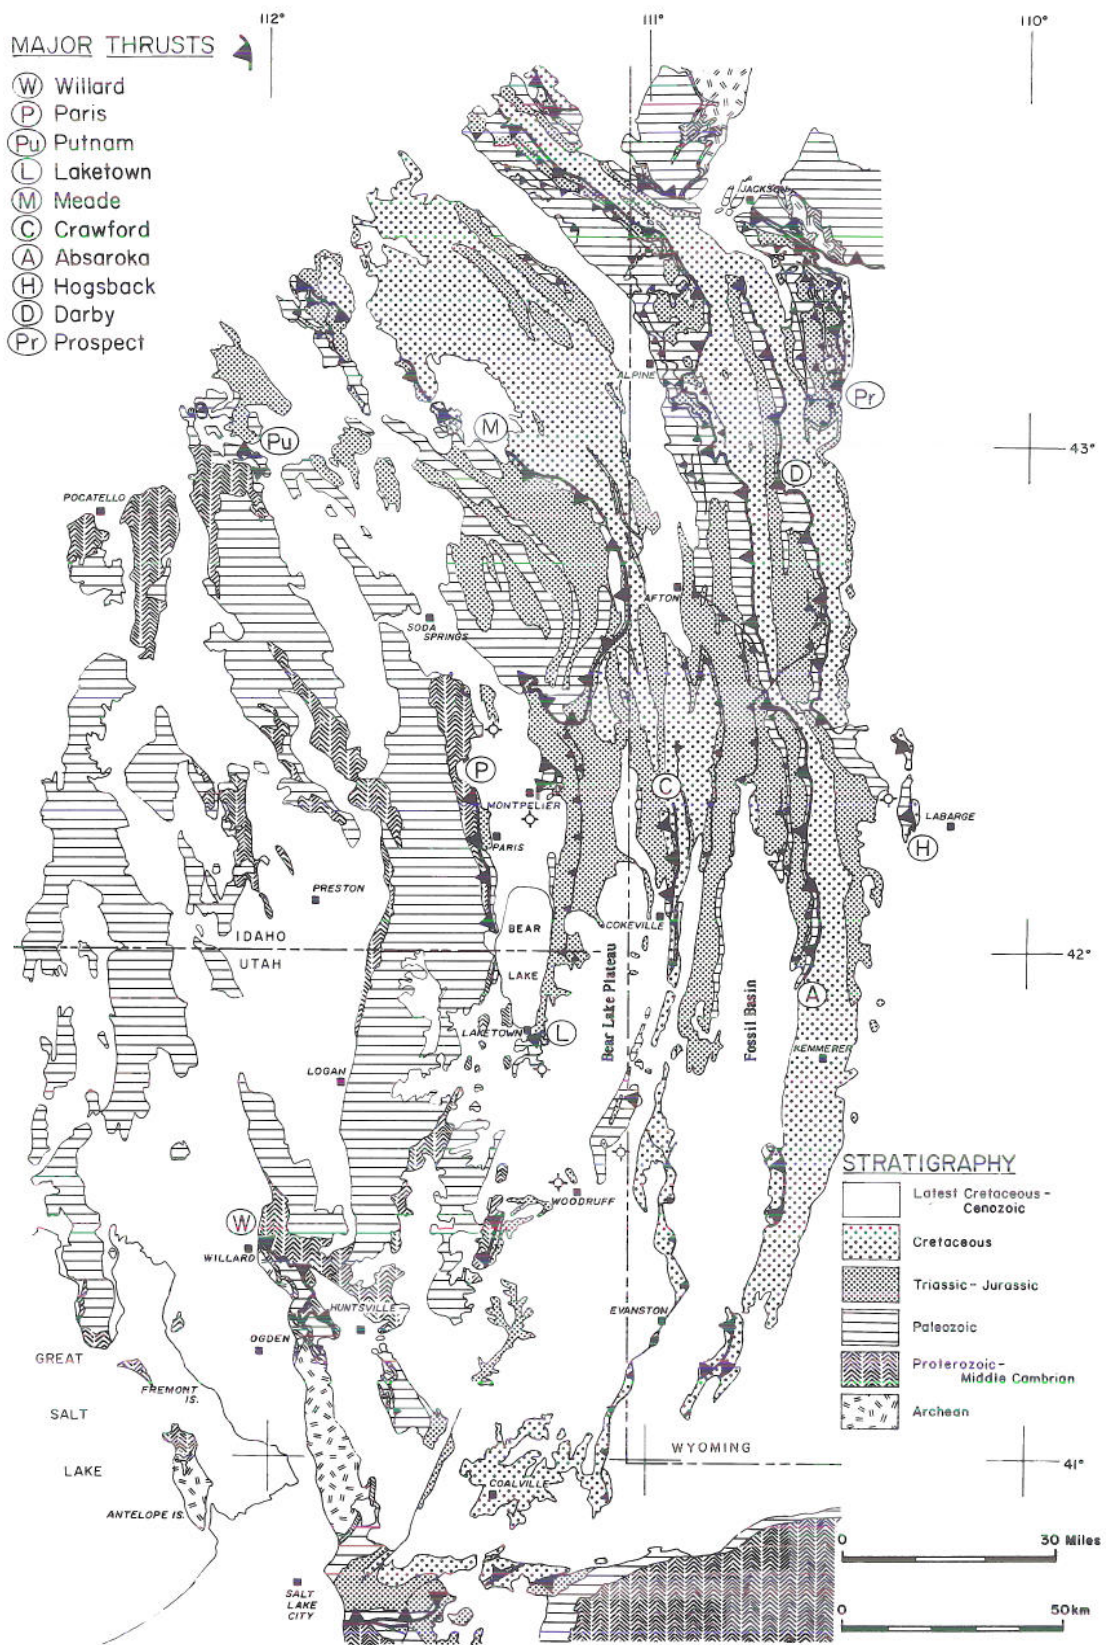 112°
111°
110°
MAJOR THRUSTS
W Willard
P Paris
Pu Putnam
L Laketown
M Meade
C Crawford
A Absaroka
H Hogsback
D Darby
Pr Prospect
JACKSON
ALPINE
Pr
M
Pu
43°
D
POCATELLO
AFTON
SODA
SPRINGS
P
C
MONTPELIER
LABARGE
PARIS
H
PRESTON
BEAR
LAKE
COKEVILLE
IDAHO
UTAH
42°
Bear Lake Plateau
Fossil Basin
A
LAKETOWN
L
KEMMERER
LOGAN
STRATIGRAPHY
Latest Cretaceous-
Cenozoic
Cretaceous
Triassic-Jurassic
Paleozoic
Proterozoic-
Middle Cambrian
Archean
WOODRUFF
W
WILLARD
HUNTSVILLE
EVANSTON
OGDEN
GREAT
SALT
LAKE
FREMONT
IS.
WYOMING
41°
COALVILLE
ANTELOPE IS.
0 30 Miles
SALT
LAKE
CITY
0 50 km